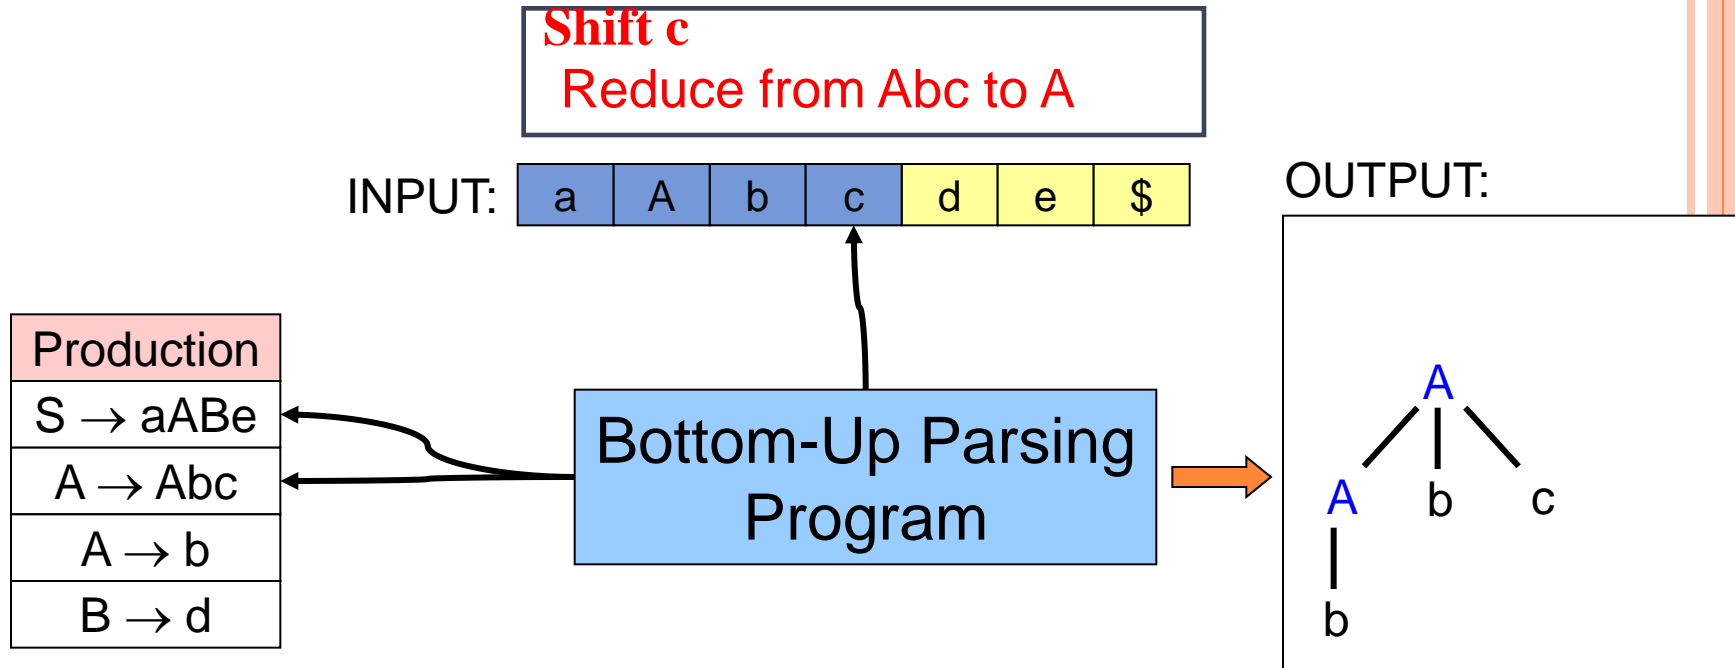 Shift c
Reduce from Abc to A
INPUT: a A b c d e $
OUTPUT:
Production
S → aABe
A → Abc
A → b
B → d
Bottom-Up Parsing
Program
A
A b c
b